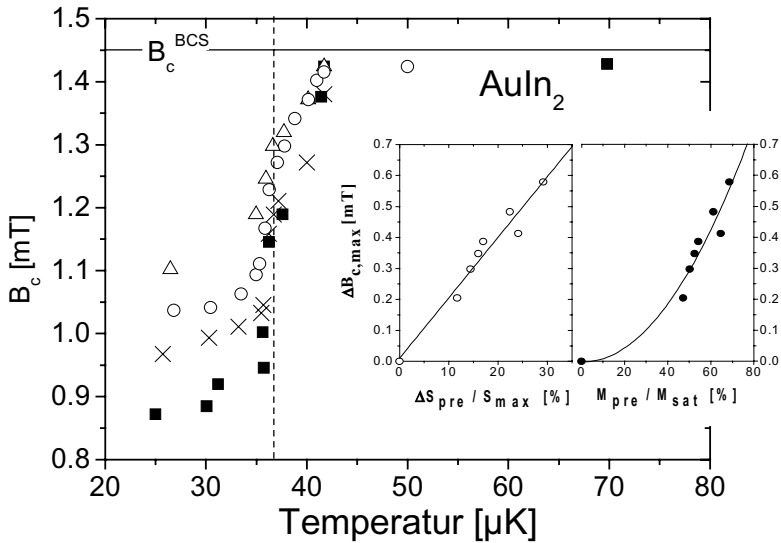 1.5
1.4
1.3
1.2
1.1
1.0
0.9
0.8
B_c [mT]
B_c^BCS
AuIn_2
20 30 40 50 60 70 80
Temperatur [µK]
0.7
0.6
0.5
0.4
0.3
0.2
0.1
0.0
ΔB_c,max [mT]
0 10 20 30
ΔS_pre / S_max [%]
0.7
0.6
0.5
0.4
0.3
0.2
0.1
0.0
0 20 40 60 80
M_pre / M_sat [%]